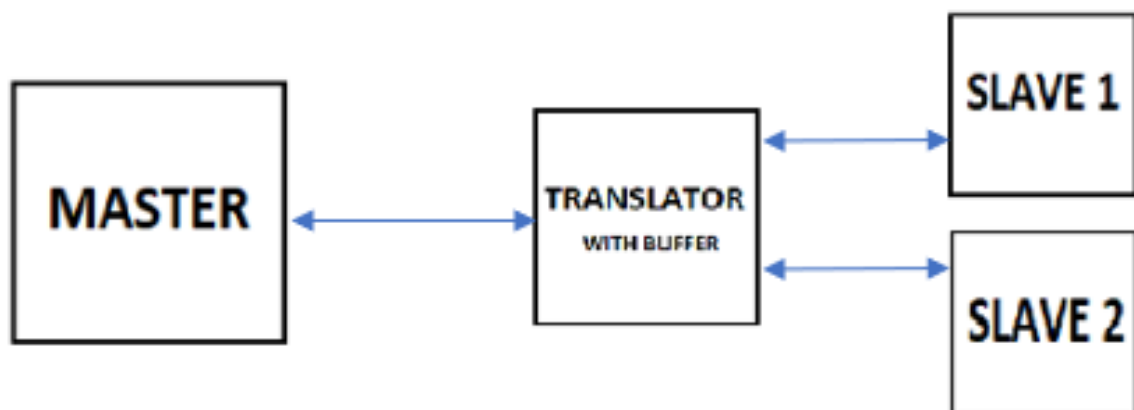 MASTER
TRANSLATOR
WITH BUFFER
SLAVE 1
SLAVE 2